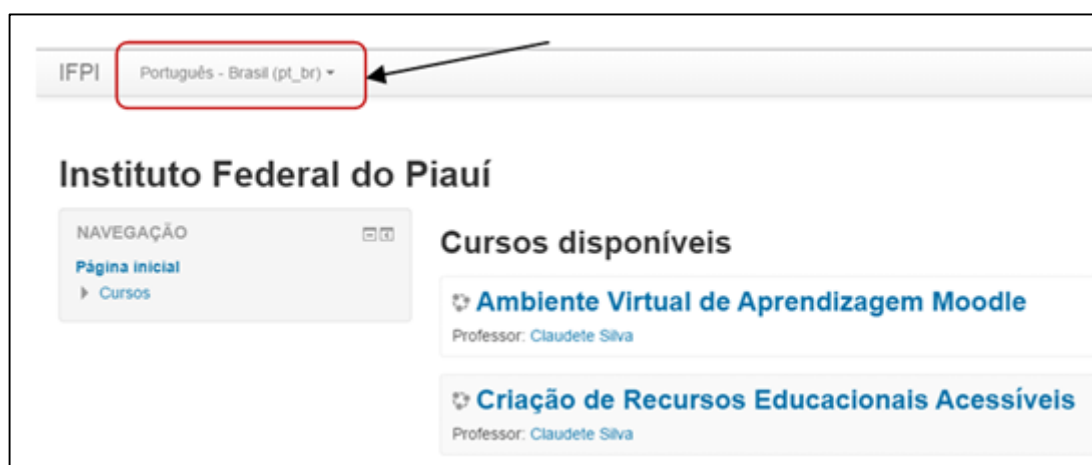 IFPI Português - Brasil (pt_br)
Instituto Federal do Piauí
NAVEGAÇÃO
Página inicial
Cursos
Cursos disponíveis
Ambiente Virtual de Aprendizagem Moodle
Professor: Claudete Silva
Criação de Recursos Educacionais Acessíveis
Professor: Claudete Silva